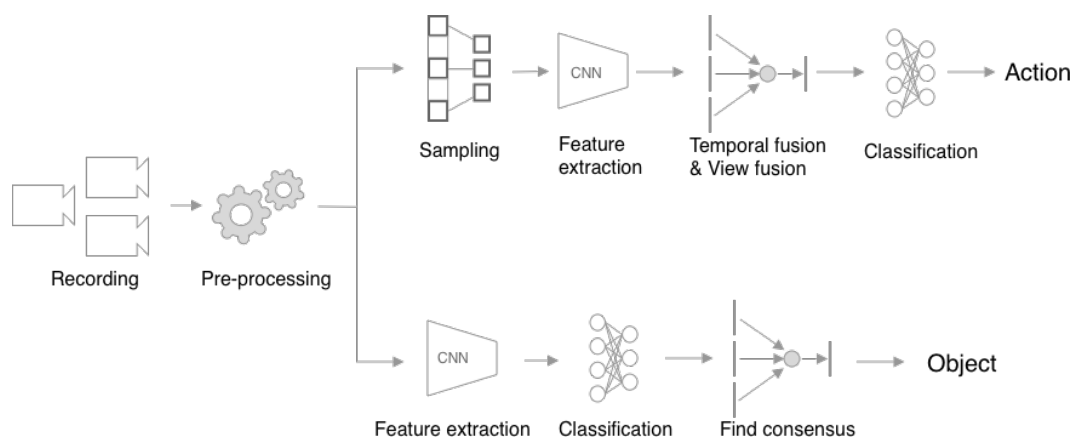 CNN
Action
Sampling
Feature
extraction
Temporal fusion
& View fusion
Classification
Recording
Pre-processing
CNN
Object
Feature extraction
Classification
Find consensus